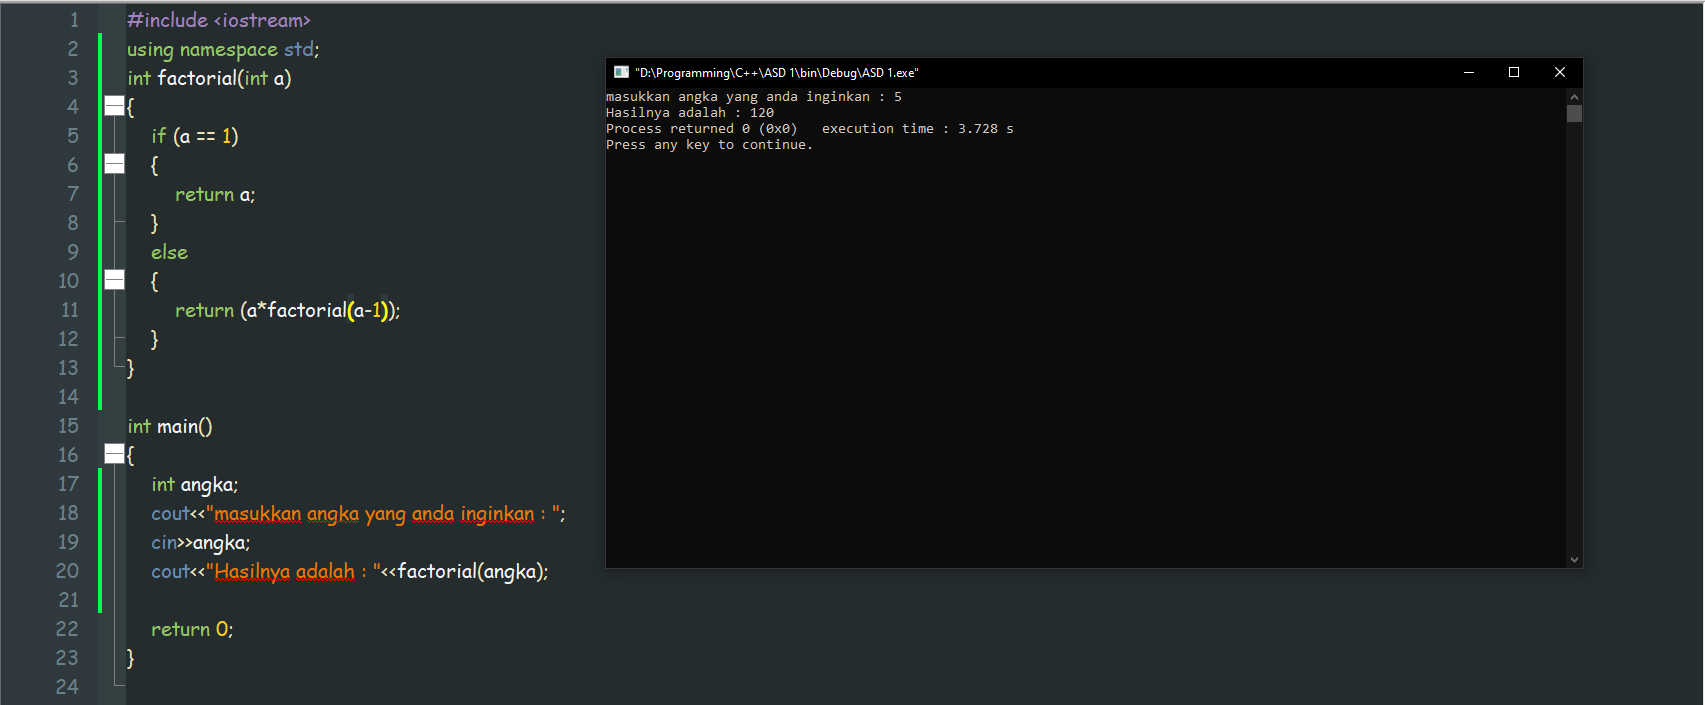 1 #include <iostream>
2 using namespace std;
3 int factorial(int a)
4 {
5 if (a == 1)
6 {
7 return a;
8 }
9 else
10 {
11 return (a*factorial(a-1));
12 }
13 }
14
15 int main()
16 {
17 int angka;
18 cout<<"masukkan angka yang anda inginkan : ";
19 cin>>angka;
20 cout<<"Hasilnya adalah : "<<factorial(angka);
21
22 return 0;
23 }
24
"D:\Programming\C++\ASD 1\bin\Debug\ASD 1.exe"
masukkan angka yang anda inginkan : 5
Hasilnya adalah : 120
Process returned 0 (0x0)   execution time : 3.728 s
Press any key to continue.